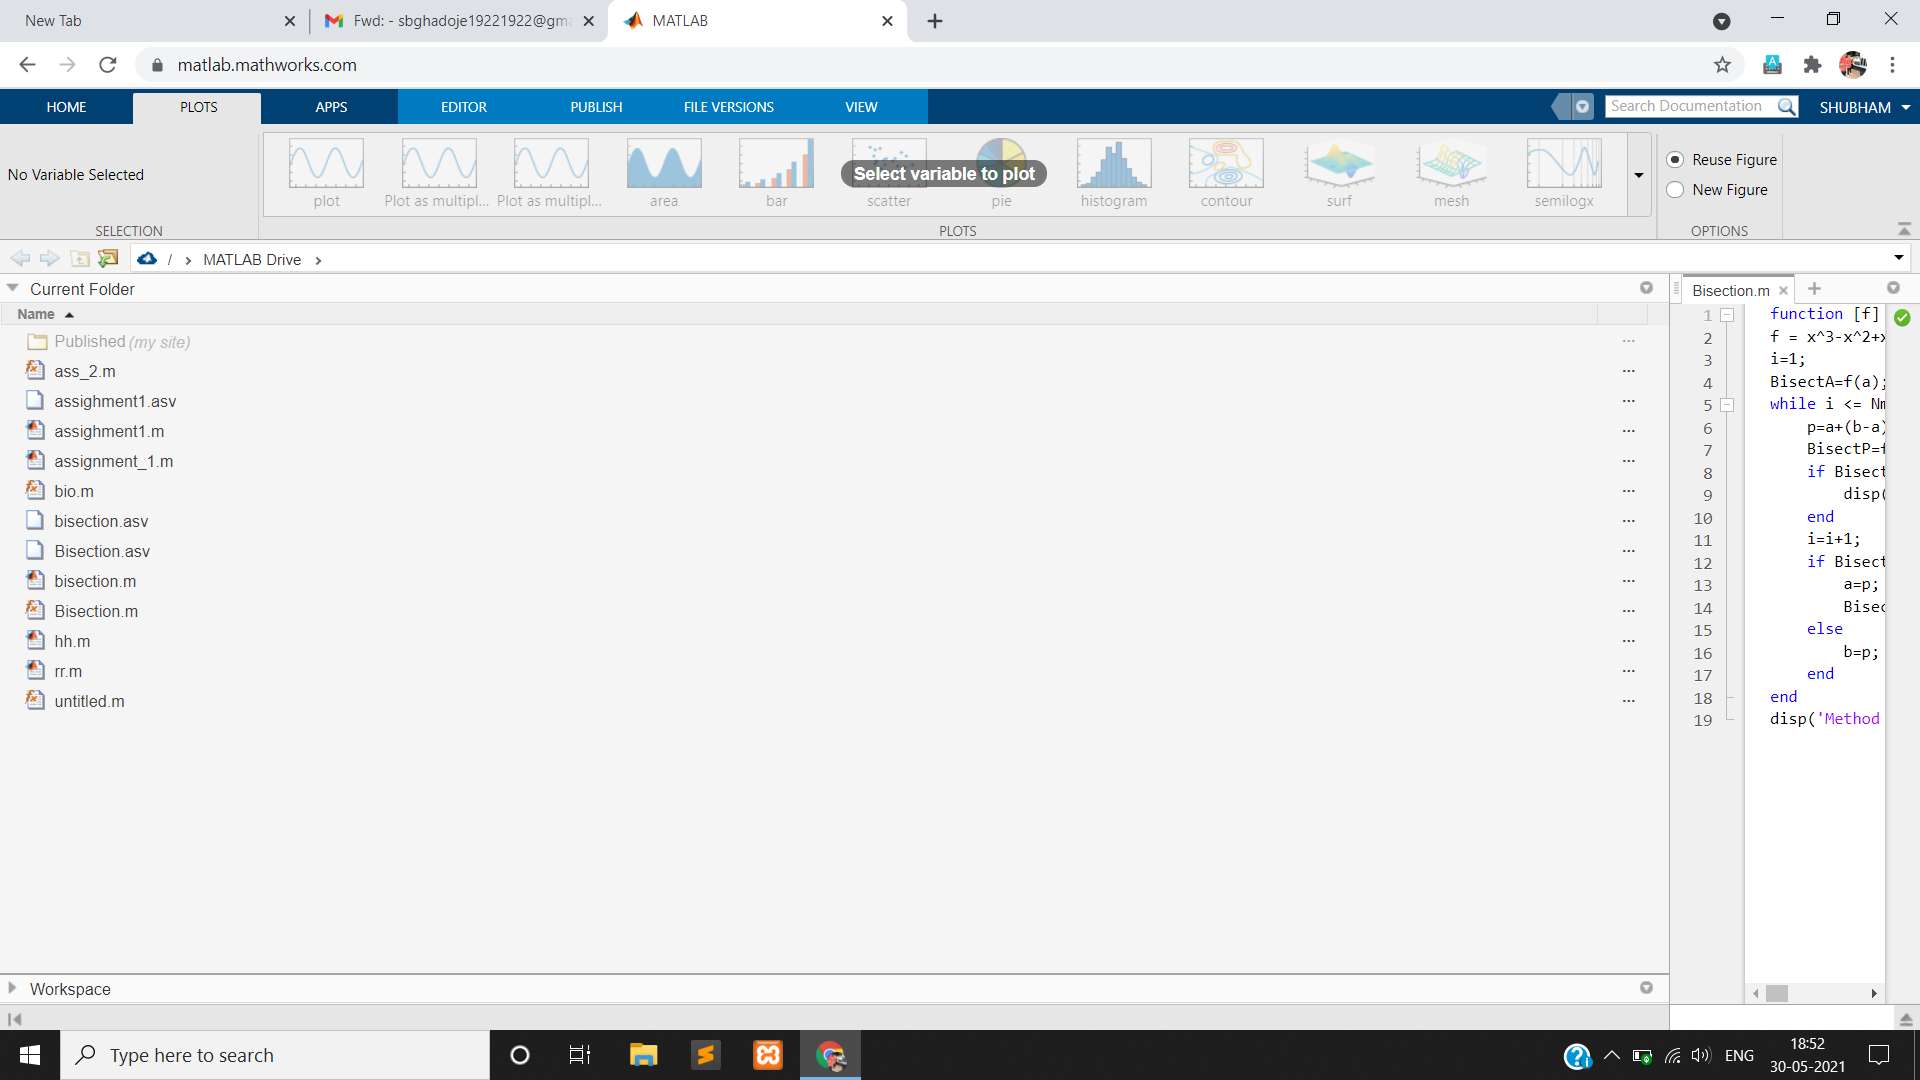 New Tab
Fwd: - sbghadoje19221922@gm
MATLAB
matlab.mathworks.com
HOME
PLOTS
APPS
EDITOR
PUBLISH
FILE VERSIONS
VIEW
Search Documentation
SHUBHAM
No Variable Selected
plot
Plot as multipl...
Plot as multipl...
area
bar
scatter
pie
histogram
contour
surf
mesh
semilogx
Select variable to plot
Reuse Figure
New Figure
SELECTION
PLOTS
OPTIONS
/ > MATLAB Drive >
Current Folder
Name
Published (my site)
ass_2.m
assighment1.asv
assighment1.m
assignment_1.m
bio.m
bisection.asv
Bisection.asv
bisection.m
Bisection.m
hh.m
rr.m
untitled.m
Workspace
Bisection.m
1 function [f]
2 f = x^3-x^2+x
3 i=1;
4 BisectA=f(a);
5 while i <= Nm
6 p=a+(b-a)
7 BisectP=f
8 if Bisect
9 disp(
10 end
11 i=i+1;
12 if Bisect
13 a=p;
14 Bisec
15 else
16 b=p;
17 end
18 end
19 disp('Method
Type here to search
ENG
18:52
30-05-2021